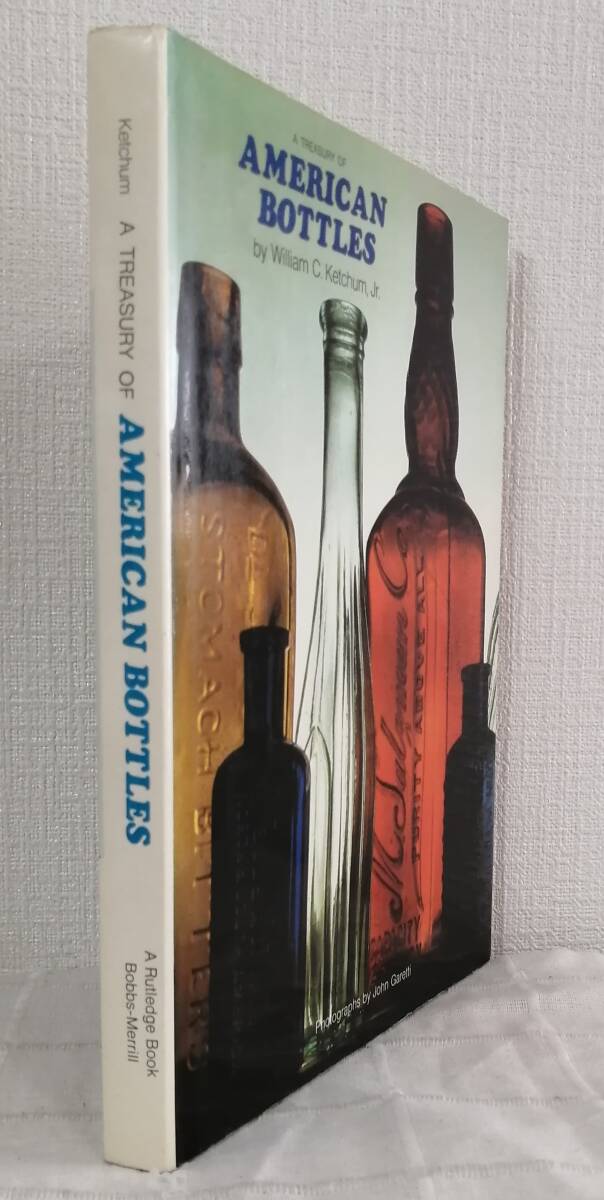 Ketchum A TREASURY OF AMERICAN BOTTLES
A Rutledge Book
Bobbs-Merrill
A TREASURY OF
AMERICAN
BOTTLES
by William C. Ketchum, Jr.
STOMACH BITTERS
CAPACITY
Photographs by John Garetti